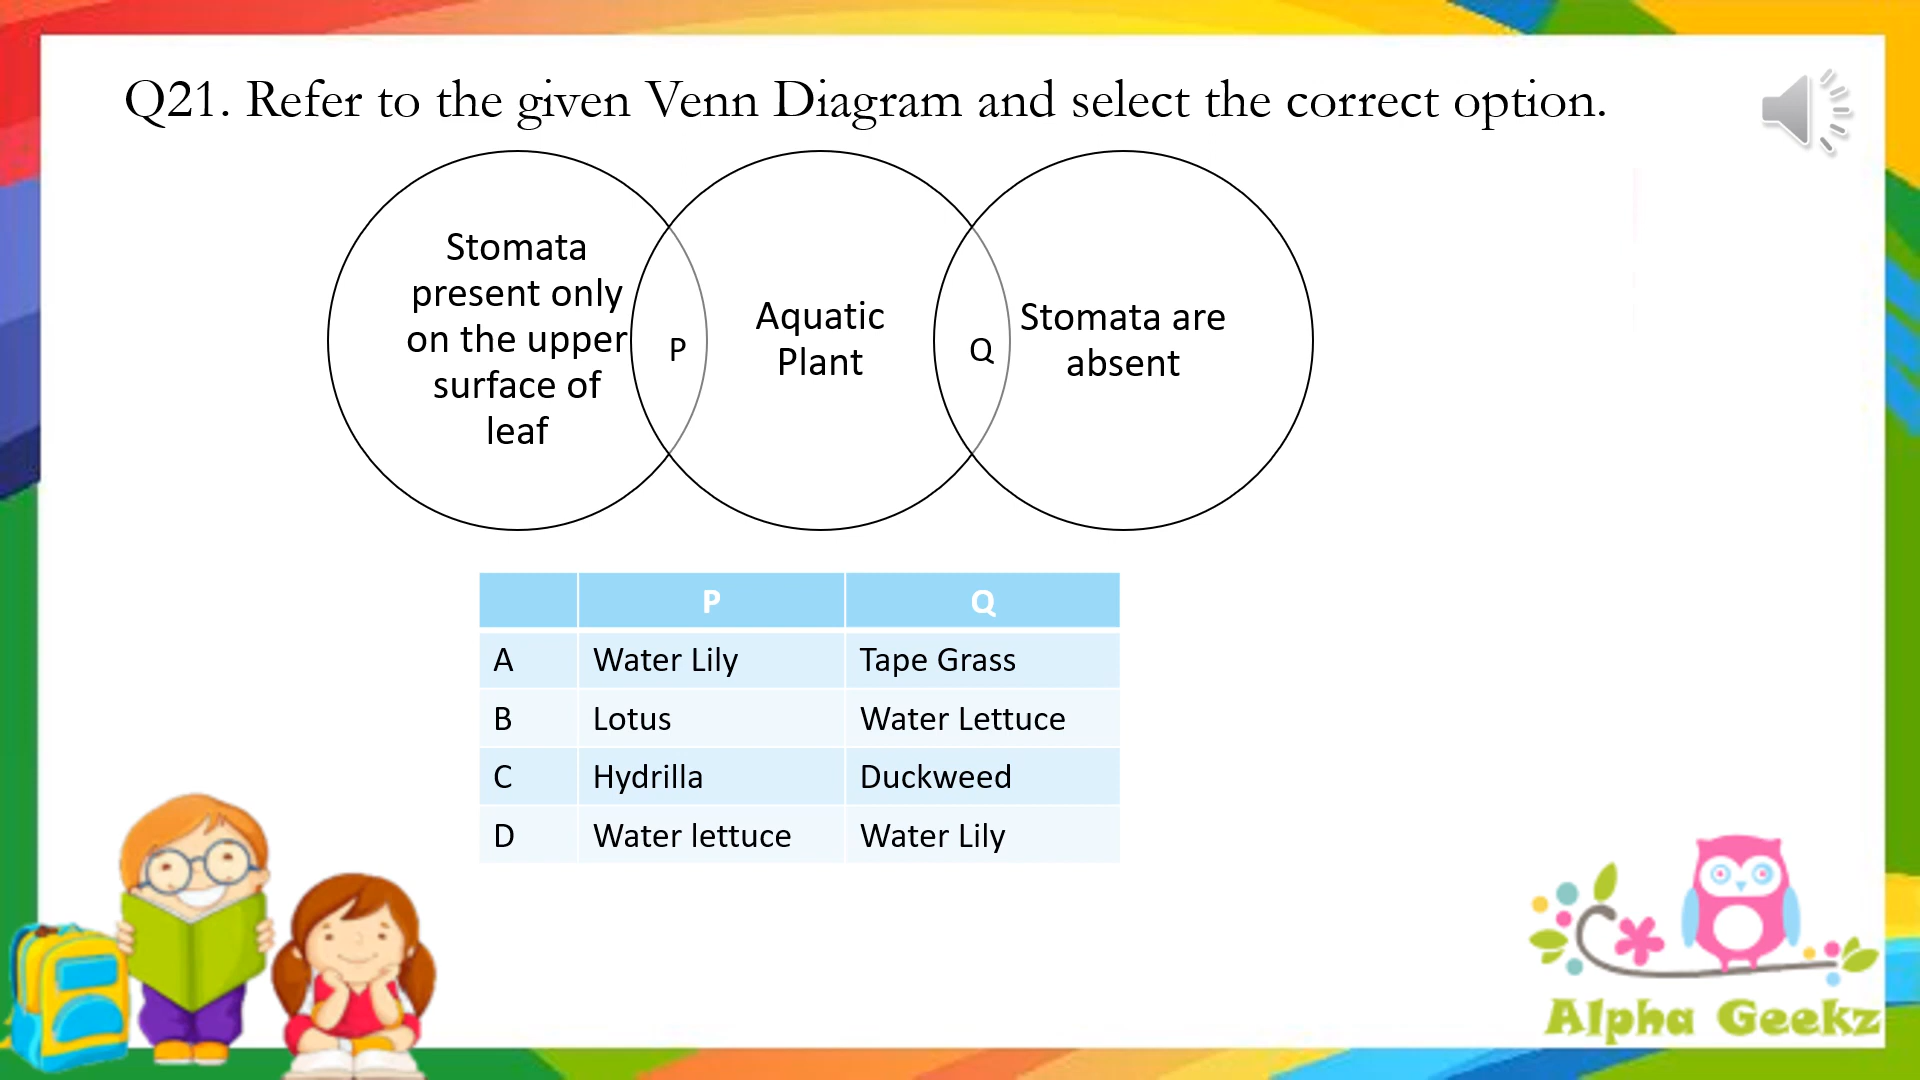 Q21. Refer to the given Venn Diagram and select the correct option.
Stomata
present only
on the upper
surface of
leaf
P
Aquatic
Plant
Q
Stomata are
absent
P Q
A Water Lily Tape Grass
B Lotus Water Lettuce
C Hydrilla Duckweed
D Water lettuce Water Lily
Alpha Geekz